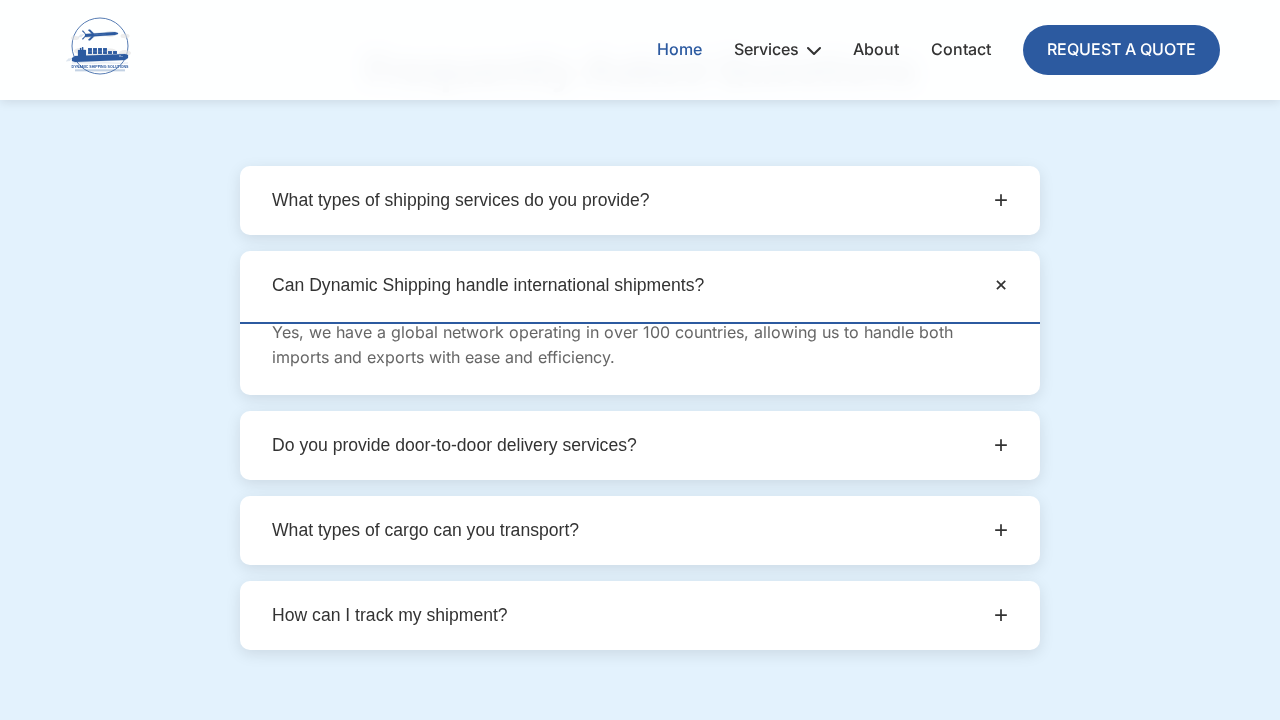 DYNAMIC SHIPPING SOLUTIONS
Home
Services
About
Contact
REQUEST A QUOTE
What types of shipping services do you provide?
Can Dynamic Shipping handle international shipments?
Yes, we have a global network operating in over 100 countries, allowing us to handle both
imports and exports with ease and efficiency.
Do you provide door-to-door delivery services?
What types of cargo can you transport?
How can I track my shipment?